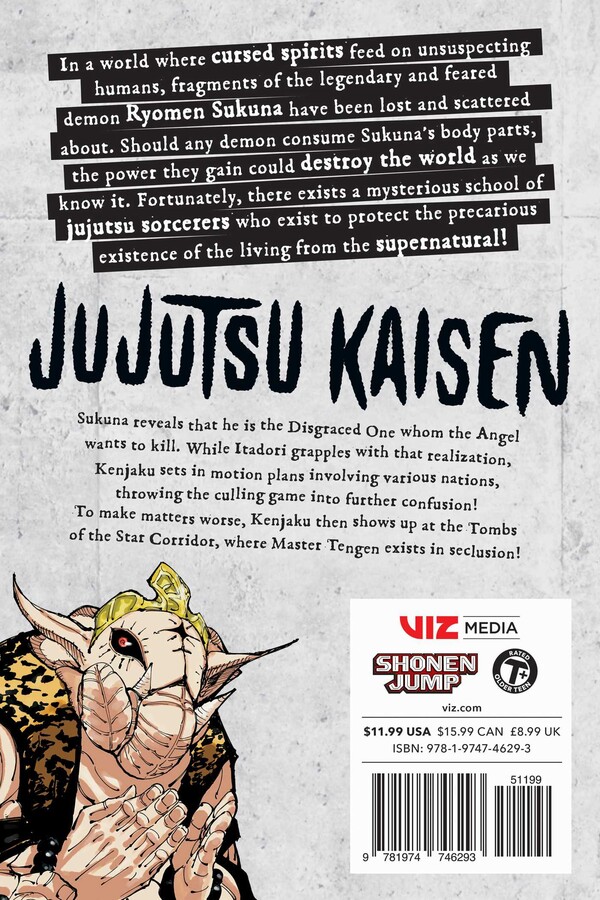 In a world where cursed spirits feed on unsuspecting
humans, fragments of the legendary and feared
demon Ryomen Sukuna have been lost and scattered
about. Should any demon consume Sukuna's body parts,
the power they gain could destroy the world as we
know it. Fortunately, there exists a mysterious school of
jujutsu sorcerers who exist to protect the precarious
existence of the living from the supernatural!
JUJUTSU KAISEN
Sukuna reveals that he is the Disgraced One whom the Angel
wants to kill. While Itadori grapples with that realization,
Kenjaku sets in motion plans involving various nations,
throwing the culling game into further confusion!
To make matters worse, Kenjaku then shows up at the Tombs
of the Star Corridor, where Master Tengen exists in seclusion!
VIZ MEDIA
SHONEN
JUMP
RATED
T+
OLDER TEEN
viz.com
$11.99 USA $15.99 CAN £8.99 UK
ISBN: 978-1-9747-4629-3
51199
9 781974 746293